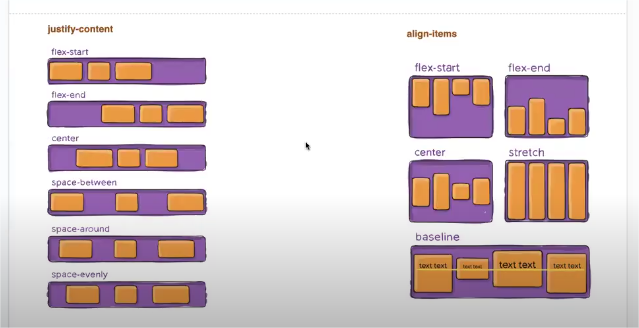 justify-content
flex-start
flex-end
center
space-between
space-around
space-evenly
align-items
flex-start flex-end
center stretch
baseline
text text text text text text text text